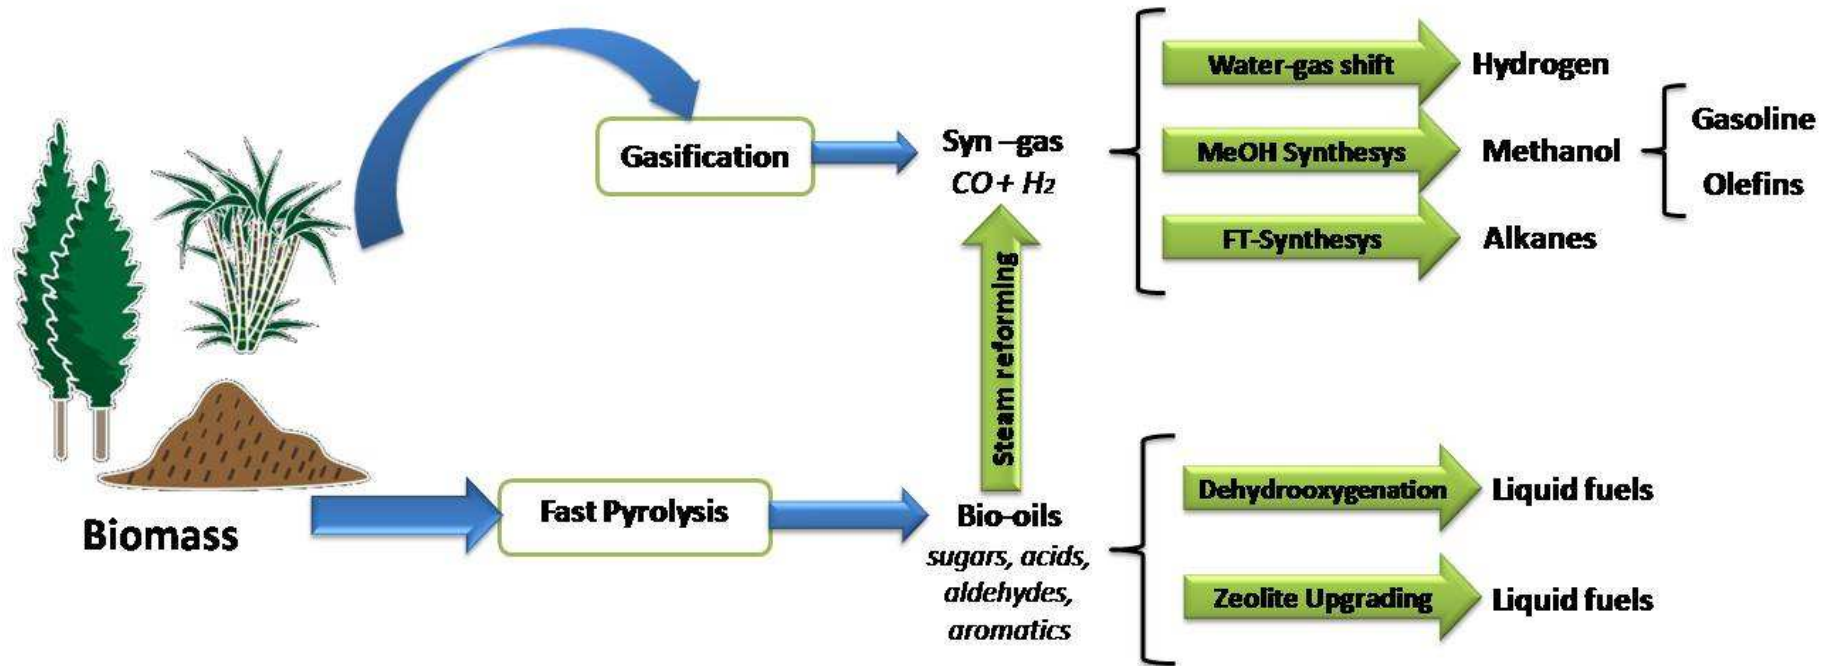 Water-gas shift
Hydrogen
Gasoline
Gasification
Syn –gas
CO + H2
MeOH Synthesys
Methanol
Olefins
FT-Synthesys
Alkanes
Steam reforming
Biomass
Fast Pyrolysis
Bio-oils
sugars, acids,
aldehydes,
aromatics
Dehydrooxygenation
Liquid fuels
Zeolite Upgrading
Liquid fuels